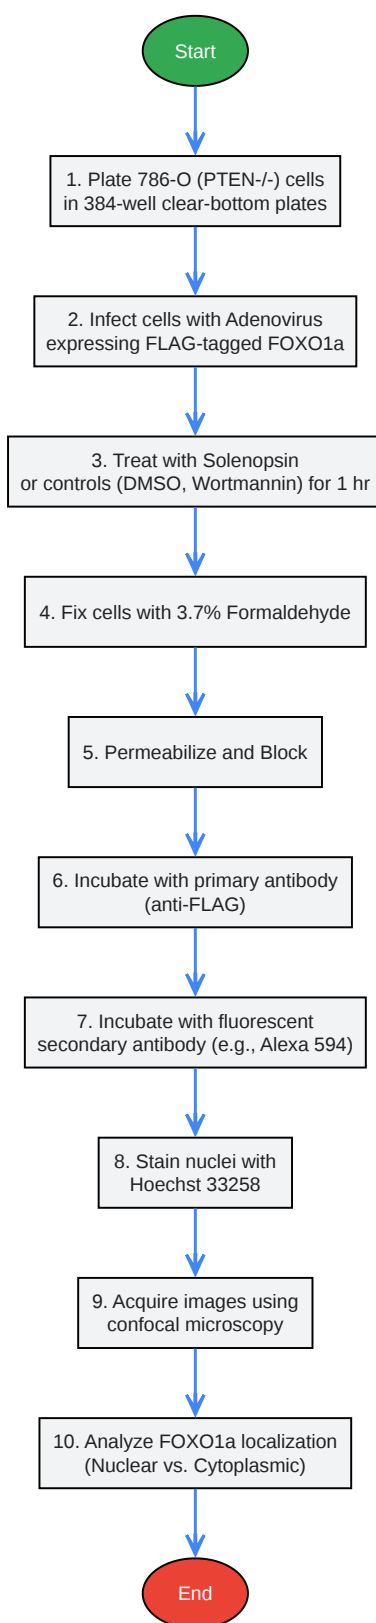 Start
1. Plate 786-O (PTEN-/-) cells
in 384-well clear-bottom plates
2. Infect cells with Adenovirus
expressing FLAG-tagged FOXO1a
3. Treat with Solenopsin
or controls (DMSO, Wortmannin) for 1 hr
4. Fix cells with 3.7% Formaldehyde
5. Permeabilize and Block
6. Incubate with primary antibody
(anti-FLAG)
7. Incubate with fluorescent
secondary antibody (e.g., Alexa 594)
8. Stain nuclei with
Hoechst 33258
9. Acquire images using
confocal microscopy
10. Analyze FOXO1a localization
(Nuclear vs. Cytoplasmic)
End